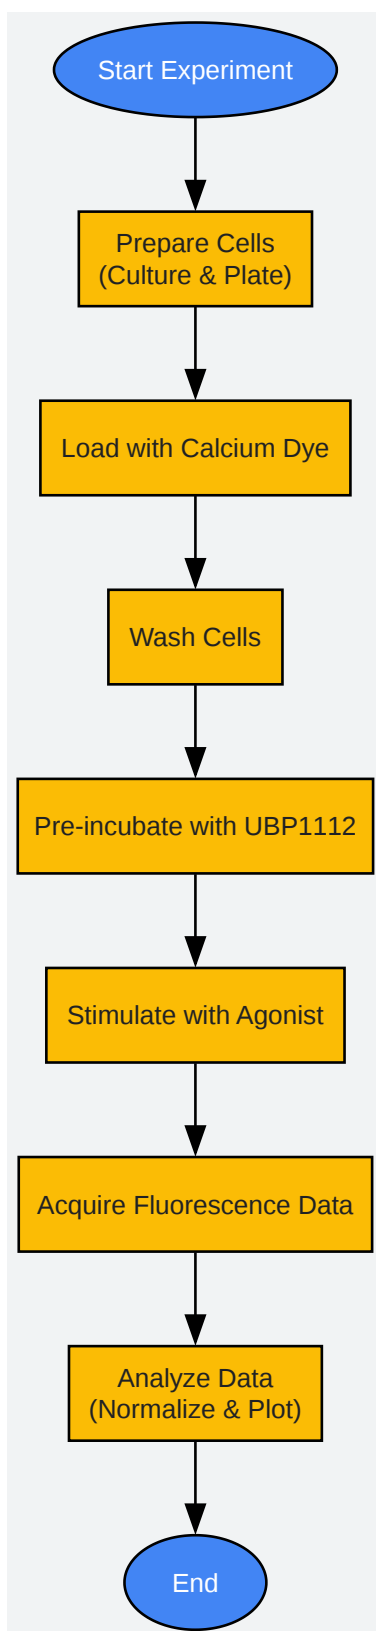 Start Experiment
Prepare Cells
(Culture & Plate)
Load with Calcium Dye
Wash Cells
Pre-incubate with UBP1112
Stimulate with Agonist
Acquire Fluorescence Data
Analyze Data
(Normalize & Plot)
End